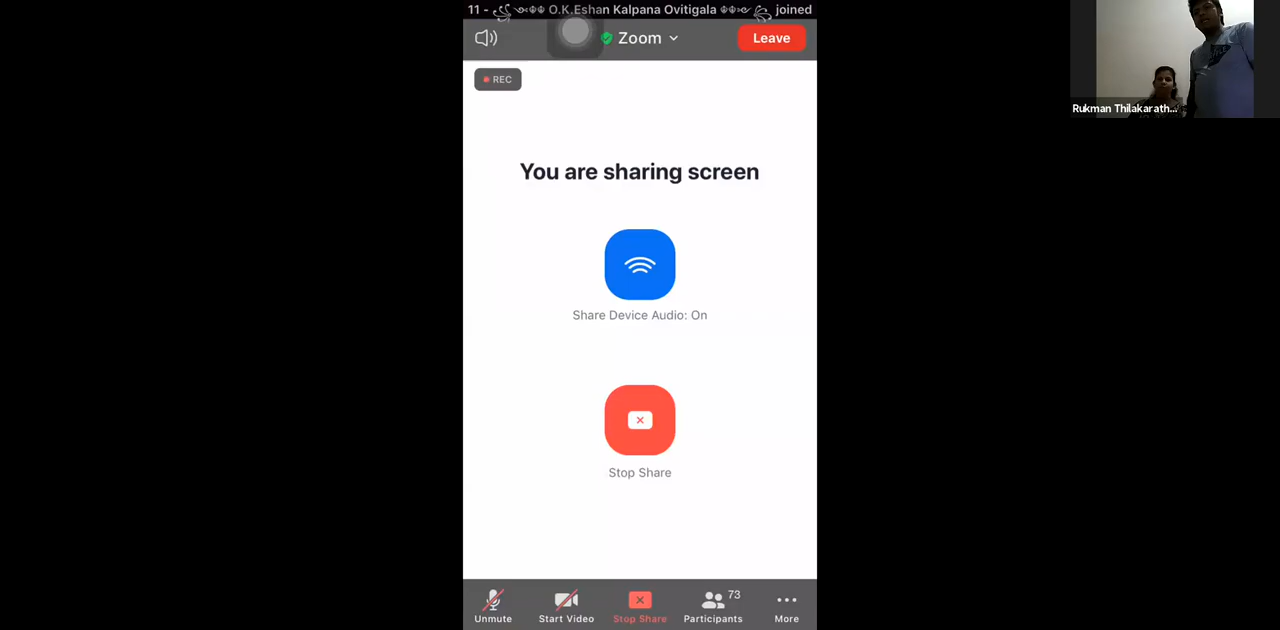 11 - ꧁༺☬☬ O.K.Eshan Kalpana Ovitigala ☬☬༻꧂ joined
Zoom
Leave
REC
Rukman Thilakarath...
You are sharing screen
Share Device Audio: On
Stop Share
73
Unmute
Start Video
Stop Share
Participants
More